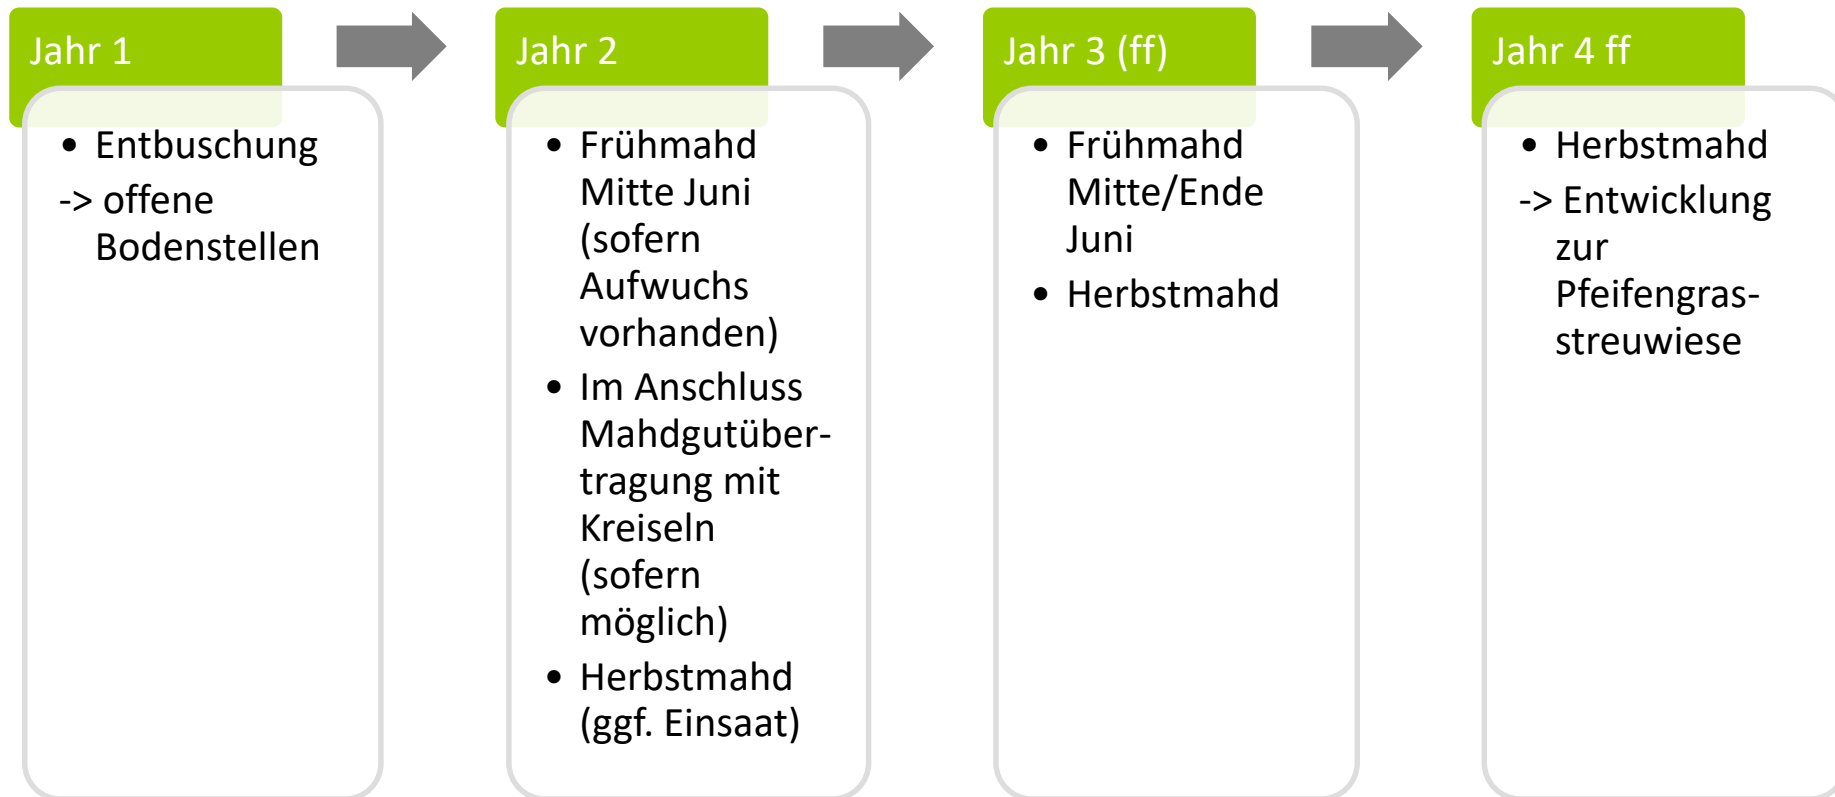 Jahr 1
• Entbuschung
-> offene
Bodenstellen
Jahr 2
• Frühmahd
Mitte Juni
(sofern
Aufwuchs
vorhanden)
• Im Anschluss
Mahdgutüber-
tragung mit
Kreiseln
(sofern
möglich)
• Herbstmahd
(ggf. Einsaat)
Jahr 3 (ff)
• Frühmahd
Mitte/Ende
Juni
• Herbstmahd
Jahr 4 ff
• Herbstmahd
-> Entwicklung
zur
Pfeifengras-
streuwiese